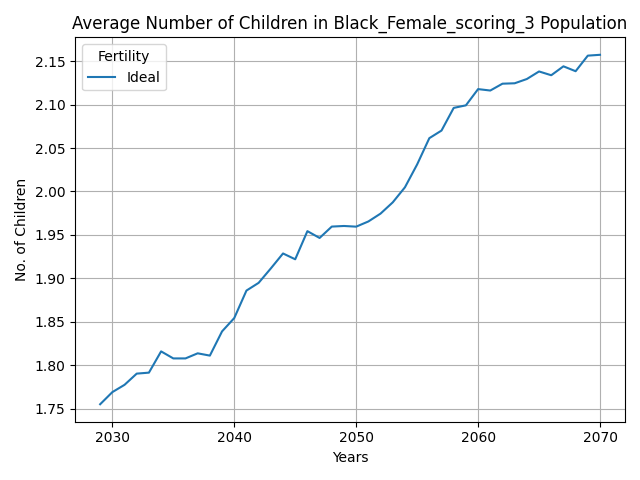 Average Number of Children in Black_Female_scoring_3 Population
Fertility
Ideal
No. of Children
2.15
2.10
2.05
2.00
1.95
1.90
1.85
1.80
1.75
2030 2040 2050 2060 2070
Years